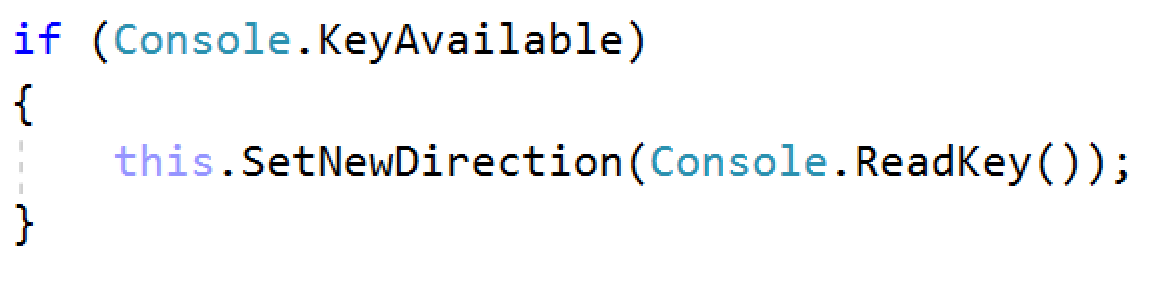 if (Console.KeyAvailable)
{
    this.SetNewDirection(Console.ReadKey());
}